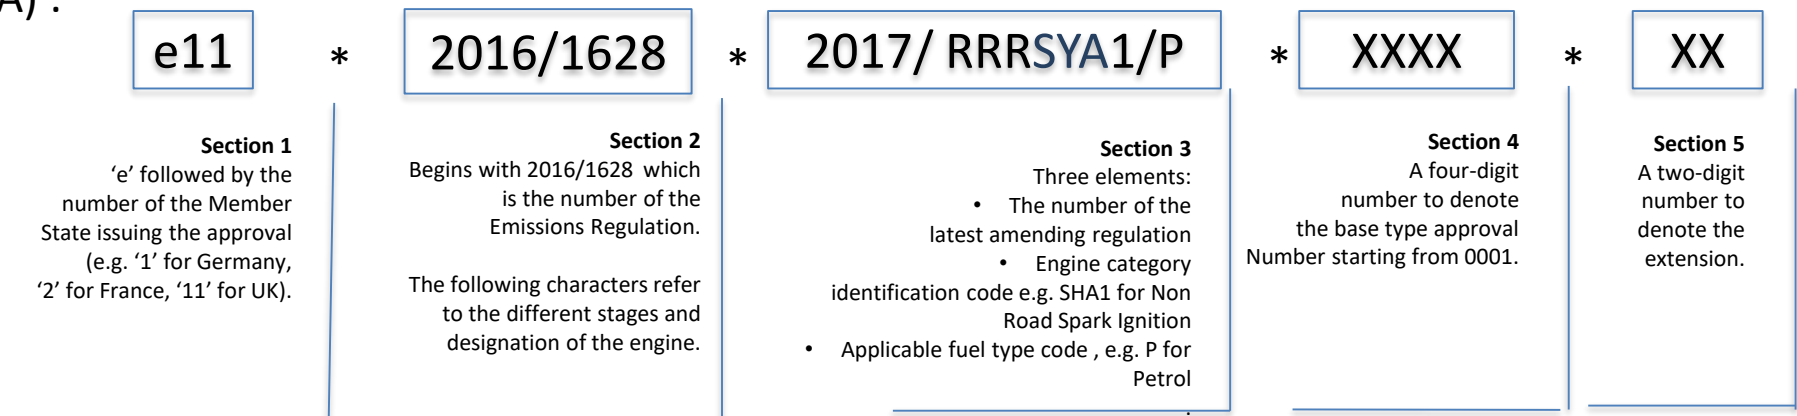 A) :
e11 * 2016/1628 * 2017/ RRRSYA1/P * XXXX * XX
Section 1
‘e’ followed by the
number of the Member
State issuing the approval
(e.g. ‘1’ for Germany,
‘2’ for France, ‘11’ for UK).
Section 2
Begins with 2016/1628 which
is the number of the
Emissions Regulation.
The following characters refer
to the different stages and
designation of the engine.
Section 3
Three elements:
• The number of the
latest amending regulation
• Engine category
identification code e.g. SHA1 for Non
Road Spark Ignition
• Applicable fuel type code , e.g. P for
Petrol
.
Section 4
A four-digit
number to denote
the base type approval
Number starting from 0001.
Section 5
A two-digit
number to
denote the
extension.